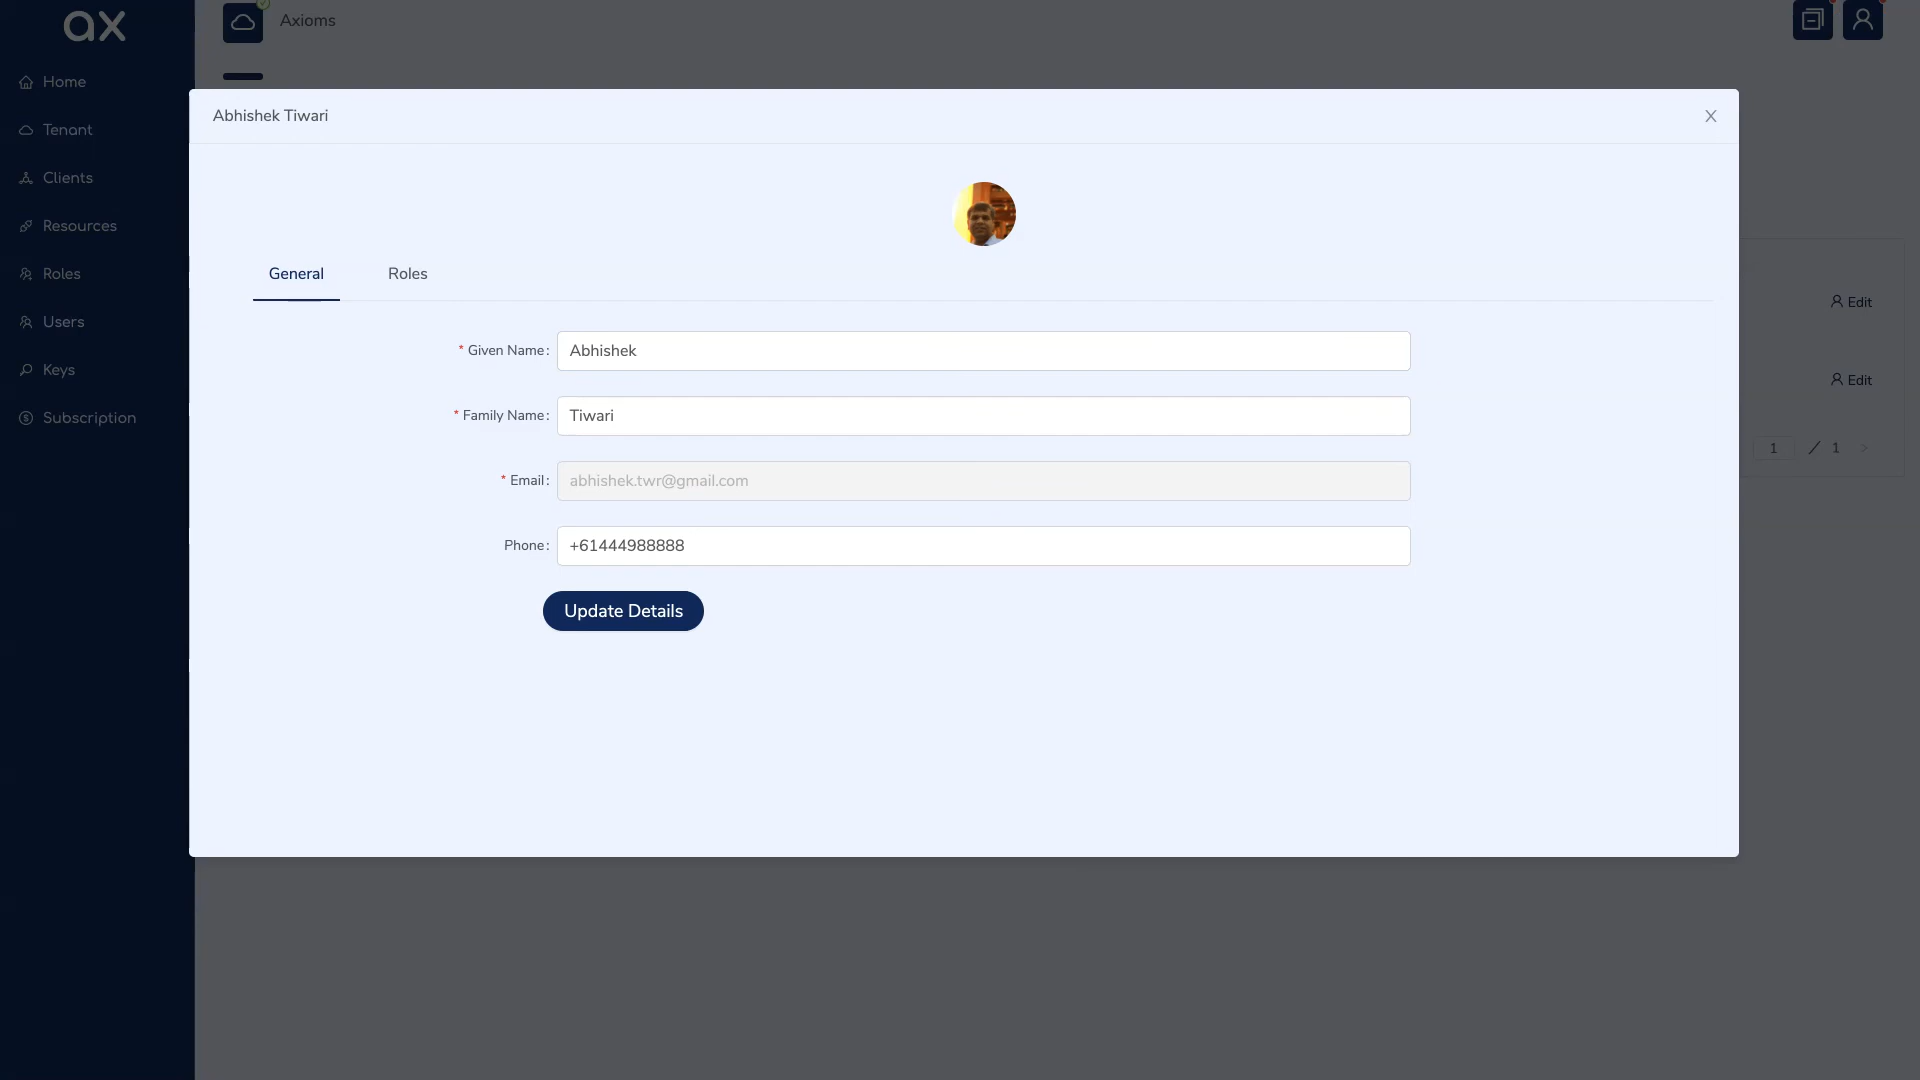 ax
Axioms
Home
Tenant
Clients
Resources
Roles
Users
Keys
Subscription
Abhishek Tiwari
X
General
Roles
* Given Name:
Abhishek
* Family Name:
Tiwari
* Email:
abhishek.twr@gmail.com
Phone:
+61444988888
Update Details
Edit
Edit
1 / 1 >